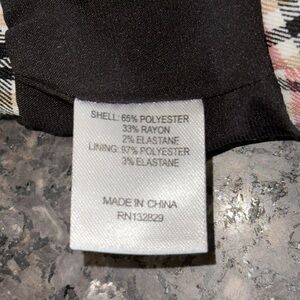 SHELL: 65% POLYESTER
33% RAYON
2% ELASTANE
LINING: 97% POLYESTER
3% ELASTANE
MADE IN CHINA
RN132829